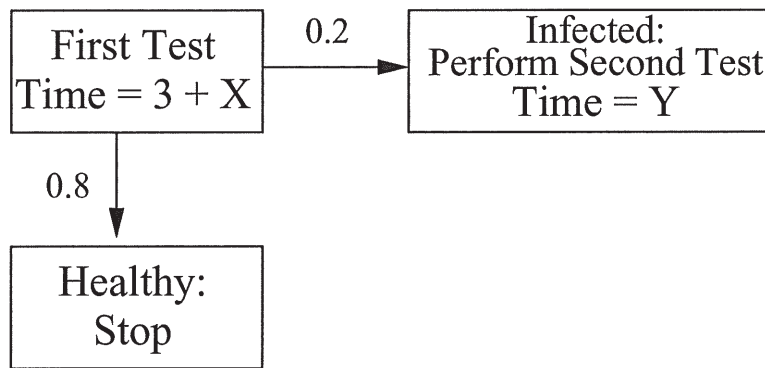 First Test
Time = 3 + X
0.2
Infected:
Perform Second Test
Time = Y
0.8
Healthy:
Stop